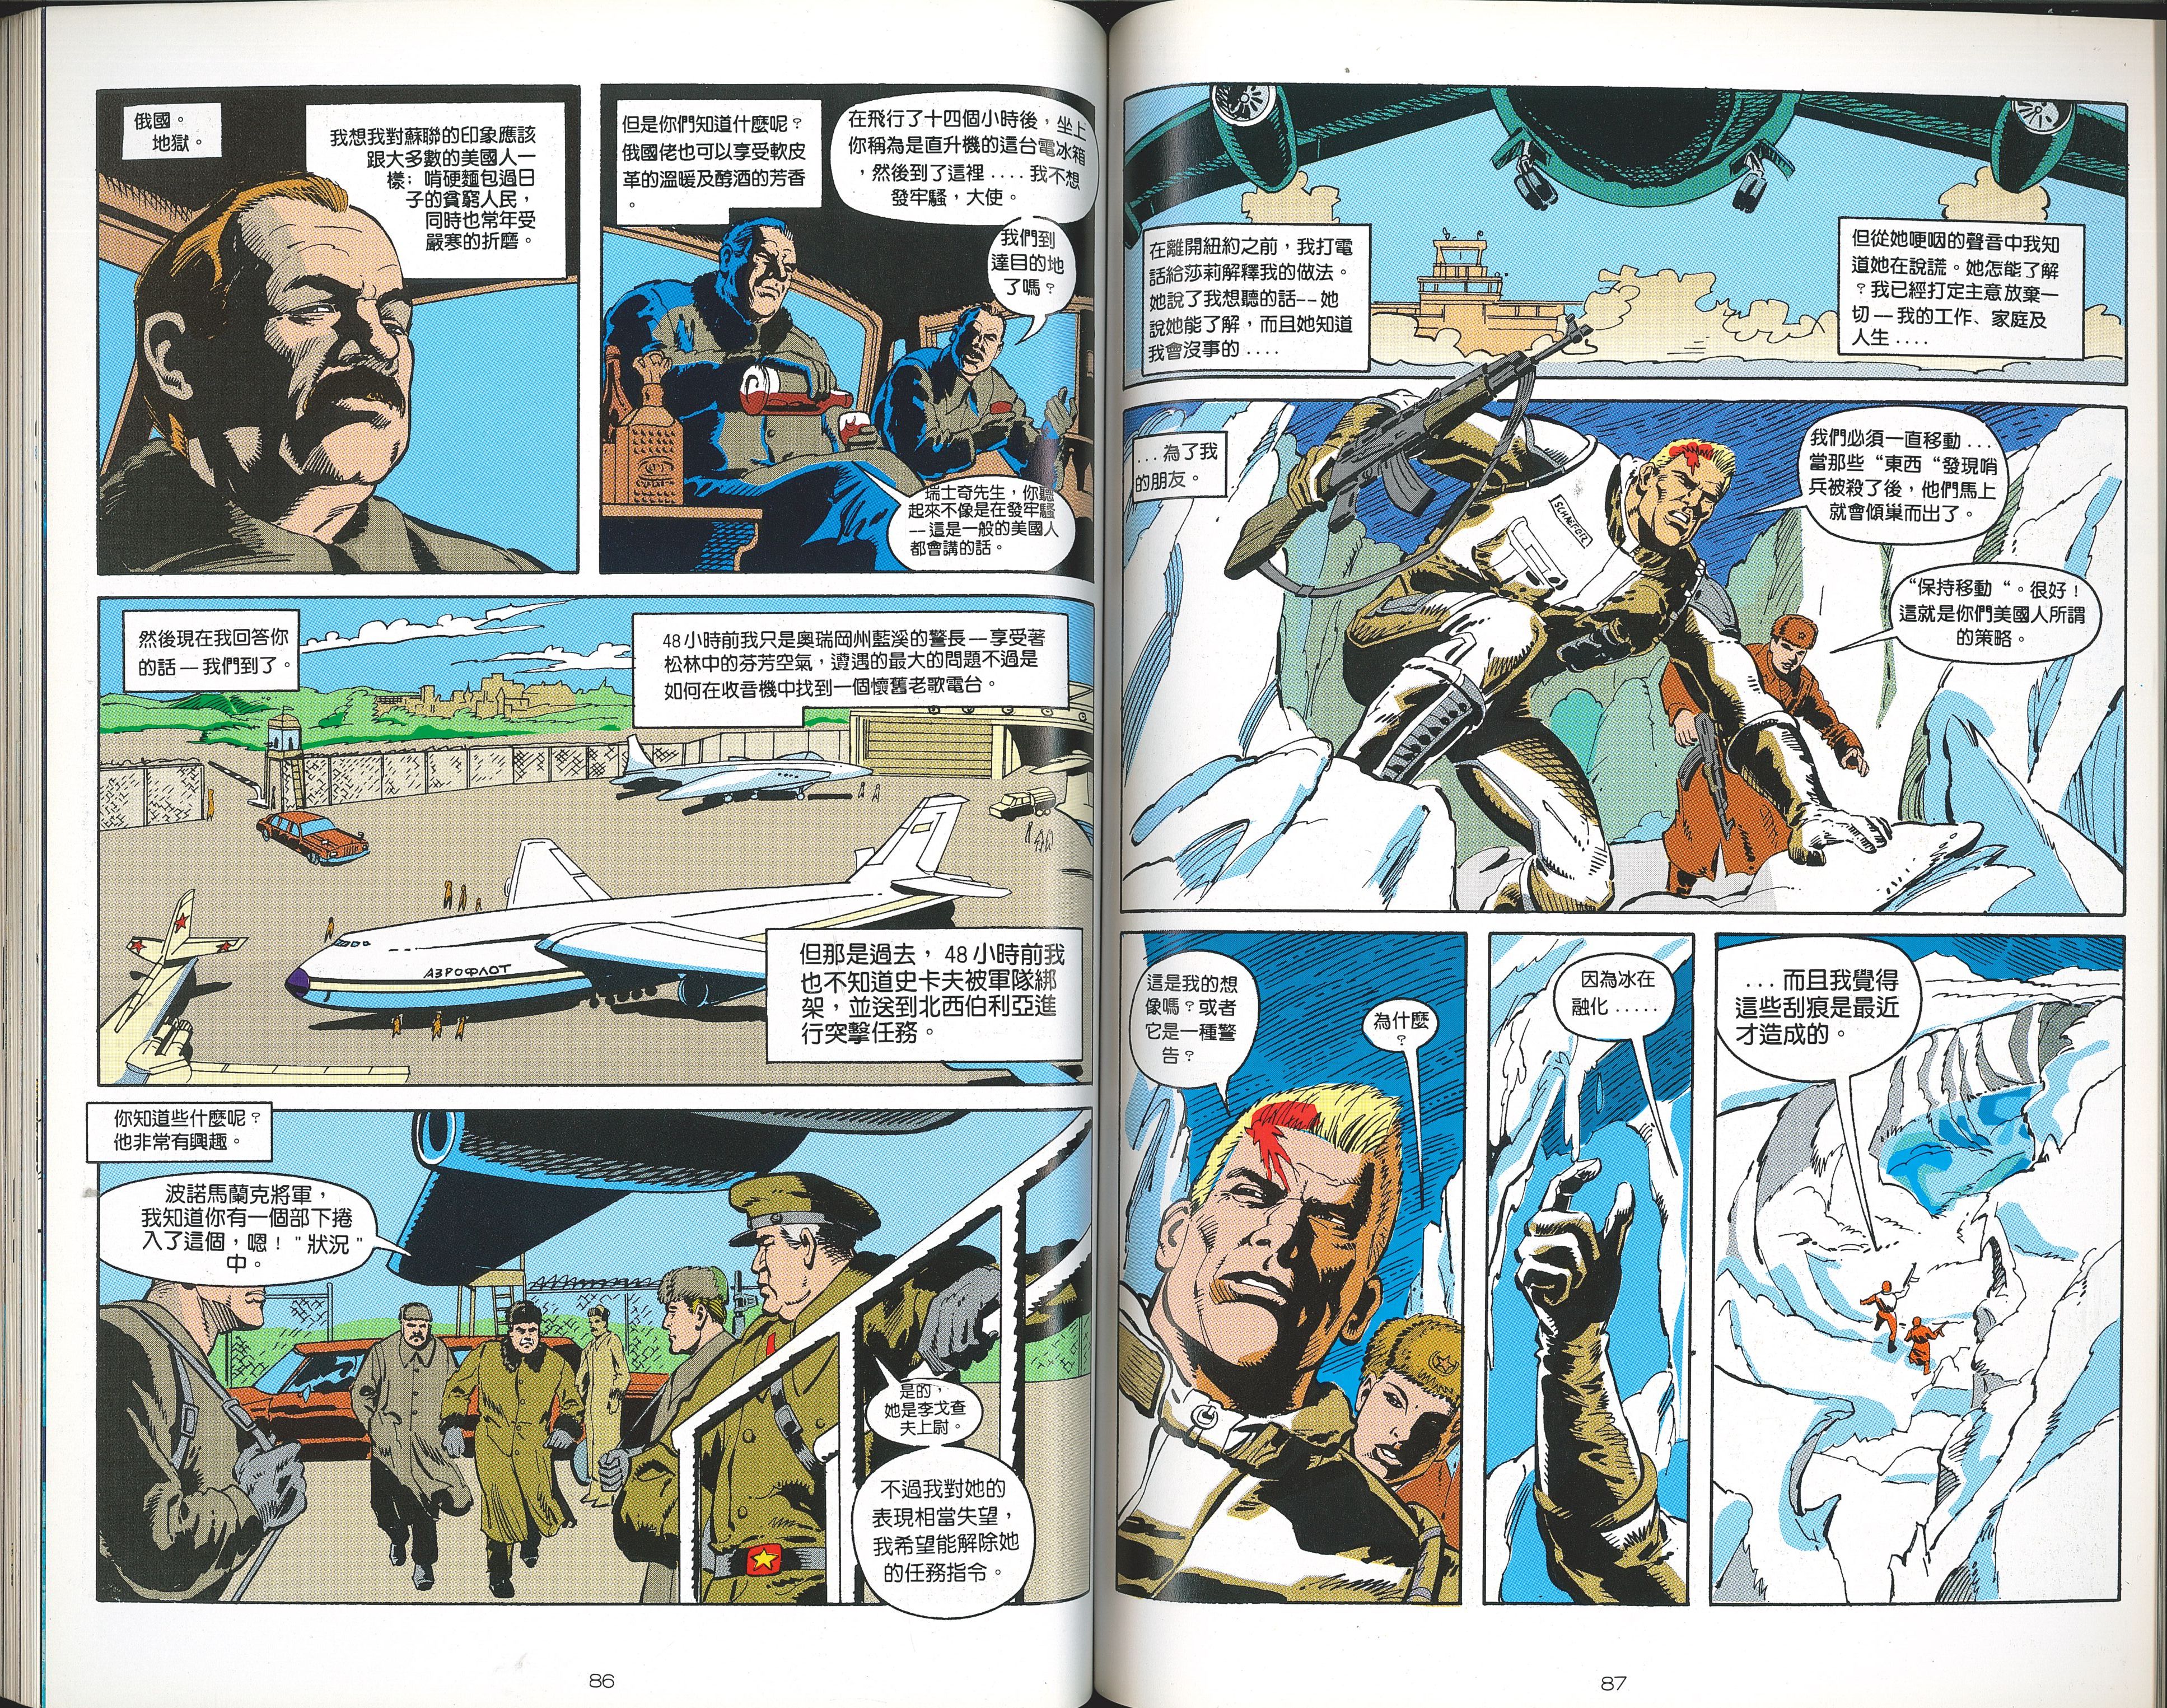 俄國。
地獄。
我想我對蘇聯的印象應該
跟大多數的美國人一
樣；啃硬麵包過日
子的貧窮人民，
同時也常年受
嚴寒的折磨。
但是你們知道什麼呢？
俄國佬也可以享受軟皮
革的溫暖及醇酒的芳香
。
在飛行了十四個小時後，坐上
你稱為是直升機的這台電冰箱
，然後到了這裡....我不想
發牢騷，大使。
我們到
達目的地
了嗎？
瑞士奇先生，你聽
起來不像是在發牢騷
——這是一般的美國人
都會講的話。
然後現在我回答你
的話——我們到了。
48小時前我只是奧瑞岡州藍溪的警長—享受著
松林中的芬芳空氣，遭遇的最大的問題不過是
如何在收音機中找到一個懷舊老歌電台。
АЭРОФЛОТ
但那是過去，48小時前我
也不知道史卡夫被軍隊綁
架，並送到北西伯利亞進
行突擊任務。
你知道些什麼呢？
他非常有興趣。
波諾馬蘭克將軍，
我知道你有一個部下捲
入了這個，嗯！"狀況"
中。
是的，
她是李戈查
夫上尉。
不過我對她的
表現相當失望，
我希望能解除她
的任務指令。
86
在離開紐約之前，我打電
話給莎莉解釋我的做法。
她說了我想聽的話--她
說她能了解，而且她知道
我會沒事的....
但從她哽咽的聲音中我知
道她在說謊。她怎能了解
？我已經打定主意放棄一
切—我的工作、家庭及
人生....
...為了我
的朋友。
SCHAEFER
我們必須一直移動...
當那些“東西“發現哨
兵被殺了後，他們馬上
就會傾巢而出了。
“保持移動“。很好！
這就是你們美國人所謂
的策略。
這是我的想
像嗎？或者
它是一種警
告？
為什麼
？
因為冰在
融化.....
...而且我覺得
這些刮痕是最近
才造成的。
87